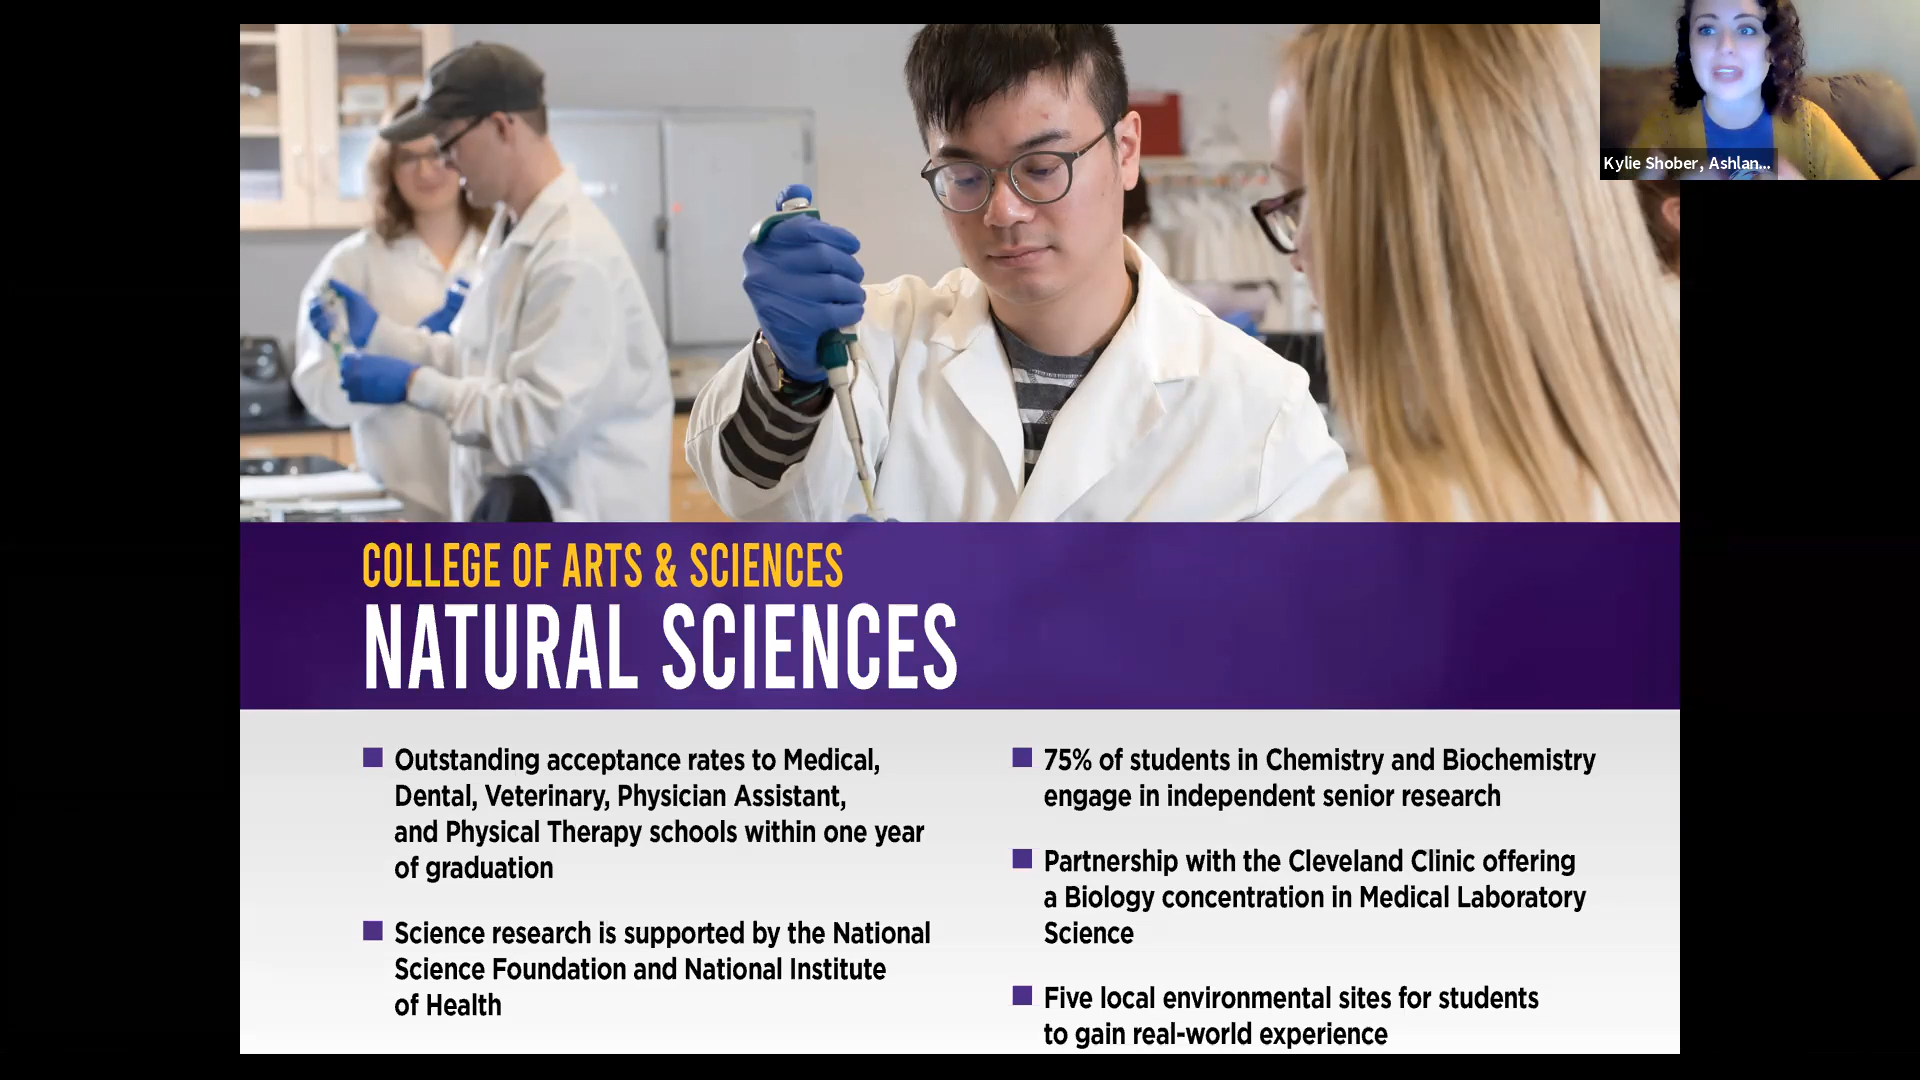 Kylie Shober, Ashlan...
COLLEGE OF ARTS & SCIENCES
NATURAL SCIENCES
Outstanding acceptance rates to Medical,
Dental, Veterinary, Physician Assistant,
and Physical Therapy schools within one year
of graduation
Science research is supported by the National
Science Foundation and National Institute
of Health
75% of students in Chemistry and Biochemistry
engage in independent senior research
Partnership with the Cleveland Clinic offering
a Biology concentration in Medical Laboratory
Science
Five local environmental sites for students
to gain real-world experience